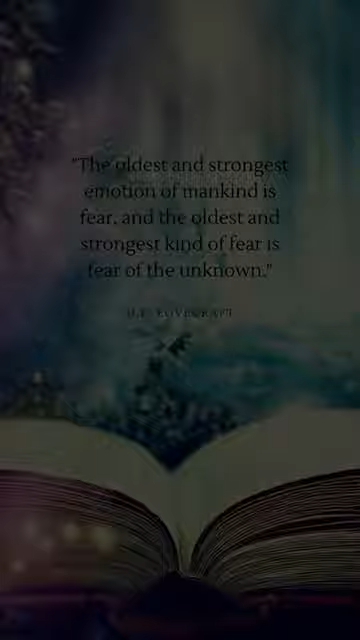 "The oldest and strongest
emotion of mankind is
fear, and the oldest and
strongest kind of fear is
fear of the unknown."
H.P. LOVECRAFT